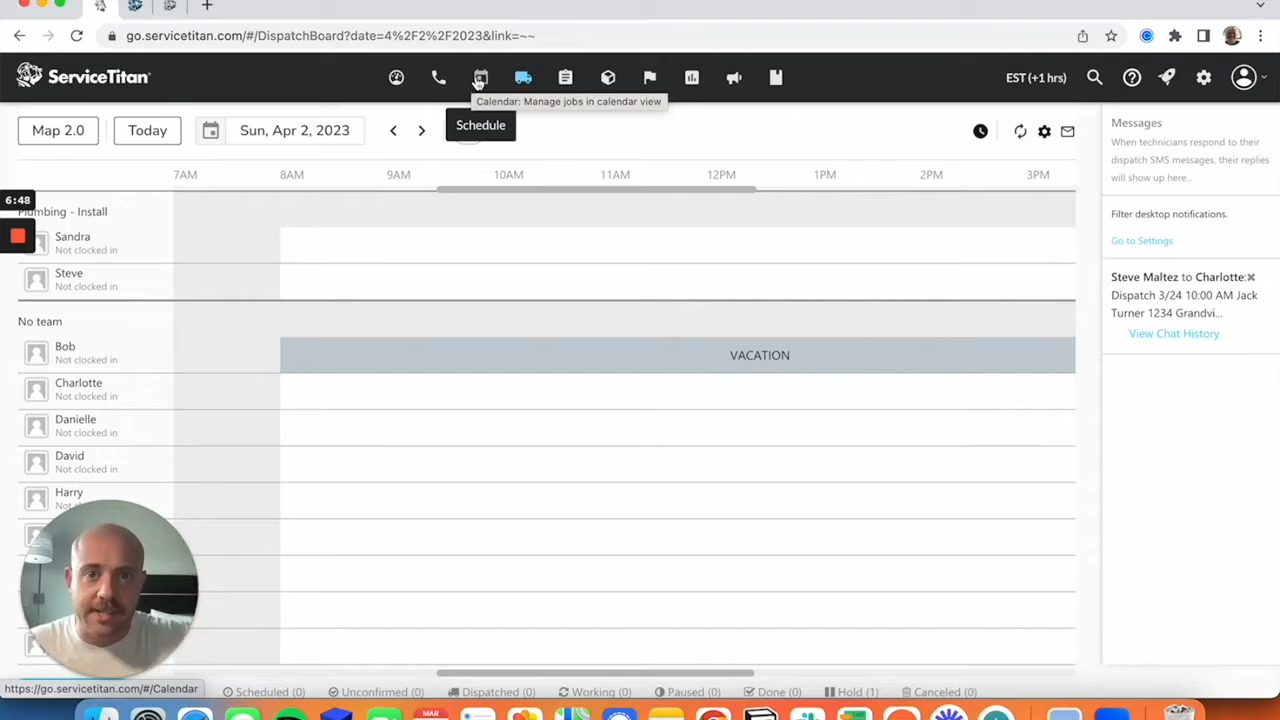 go.servicetitan.com/#/DispatchBoard?date=4%2F2%2F2023&link=~~
ServiceTitan
EST (+1 hrs)
Calendar: Manage jobs in calendar view
Schedule
Map 2.0
Today
Sun, Apr 2, 2023
7AM 8AM 9AM 10AM 11AM 12PM 1PM 2PM 3PM
6:48
Plumbing - Install
Sandra
Not clocked in
Steve
Not clocked in
No team
Bob
Not clocked in
VACATION
Charlotte
Not clocked in
Danielle
Not clocked in
David
Not clocked in
Harry
Not clocked in
Messages
When technicians respond to their
dispatch SMS messages, their replies
will show up here...
Filter desktop notifications.
Go to Settings
Steve Maltez to Charlotte:
Dispatch 3/24 10:00 AM Jack
Turner 1234 Grandvi...
View Chat History
https://go.servicetitan.com/#/Calendar
Scheduled (0) Unconfirmed (0) Dispatched (0) Working (0) Paused (0) Done (0) Hold (1) Canceled (0)
MAR